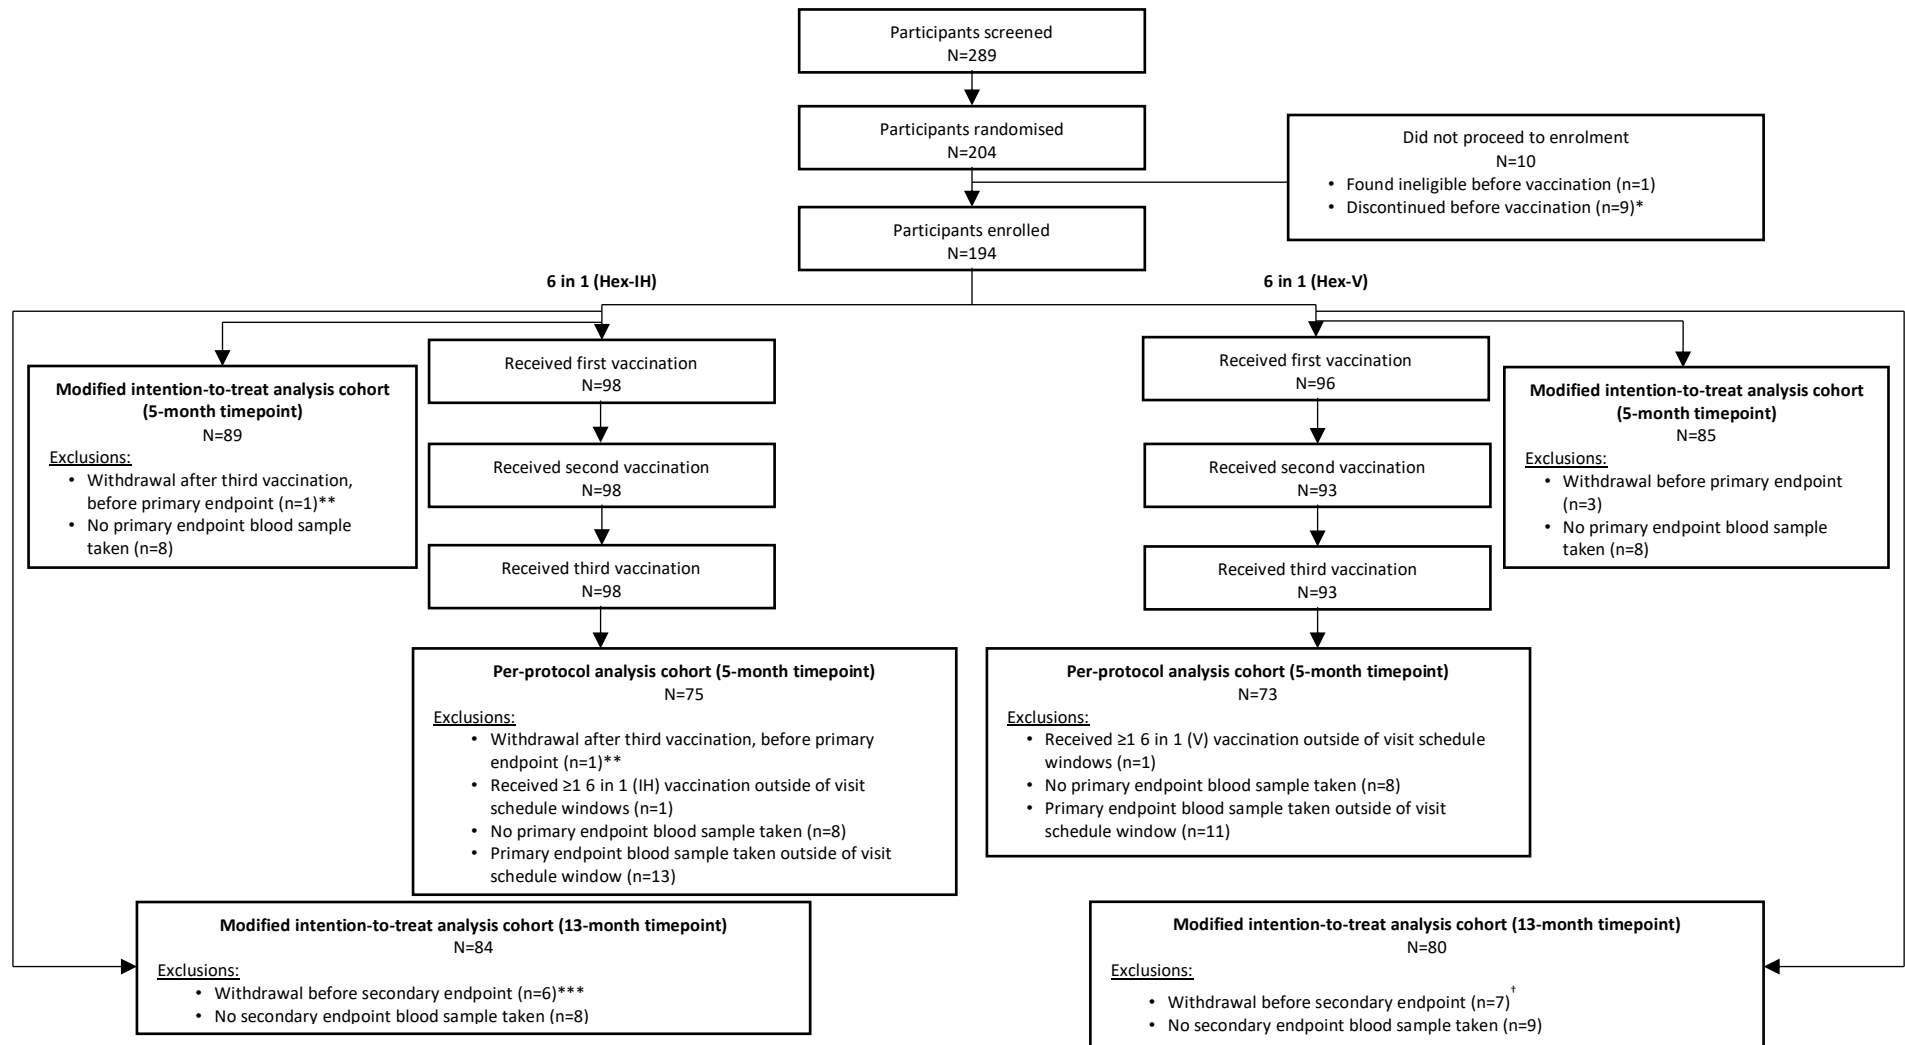 Participants screened
N=289
Participants randomised
N=204
Did not proceed to enrolment
N=10
• Found ineligible before vaccination (n=1)
• Discontinued before vaccination (n=9)*
Participants enrolled
N=194
6 in 1 (Hex-IH)
6 in 1 (Hex-V)
Modified intention-to-treat analysis cohort
(5-month timepoint)
N=89
Exclusions:
• Withdrawal after third vaccination,
before primary endpoint (n=1)**
• No primary endpoint blood sample
taken (n=8)
Received first vaccination
N=98
Received second vaccination
N=98
Received third vaccination
N=98
Received first vaccination
N=96
Received second vaccination
N=93
Received third vaccination
N=93
Modified intention-to-treat analysis cohort
(5-month timepoint)
N=85
Exclusions:
• Withdrawal before primary endpoint
(n=3)
• No primary endpoint blood sample
taken (n=8)
Per-protocol analysis cohort (5-month timepoint)
N=75
Exclusions:
• Withdrawal after third vaccination, before primary
endpoint (n=1)**
• Received ≥1 6 in 1 (IH) vaccination outside of visit
schedule windows (n=1)
• No primary endpoint blood sample taken (n=8)
• Primary endpoint blood sample taken outside of visit
schedule window (n=13)
Per-protocol analysis cohort (5-month timepoint)
N=73
Exclusions:
• Received ≥1 6 in 1 (V) vaccination outside of visit schedule
windows (n=1)
• No primary endpoint blood sample taken (n=8)
• Primary endpoint blood sample taken outside of visit
schedule window (n=11)
Modified intention-to-treat analysis cohort (13-month timepoint)
N=84
Exclusions:
• Withdrawal before secondary endpoint (n=6)***
• No secondary endpoint blood sample taken (n=8)
Modified intention-to-treat analysis cohort (13-month timepoint)
N=80
Exclusions:
• Withdrawal before secondary endpoint (n=7)†
• No secondary endpoint blood sample taken (n=9)